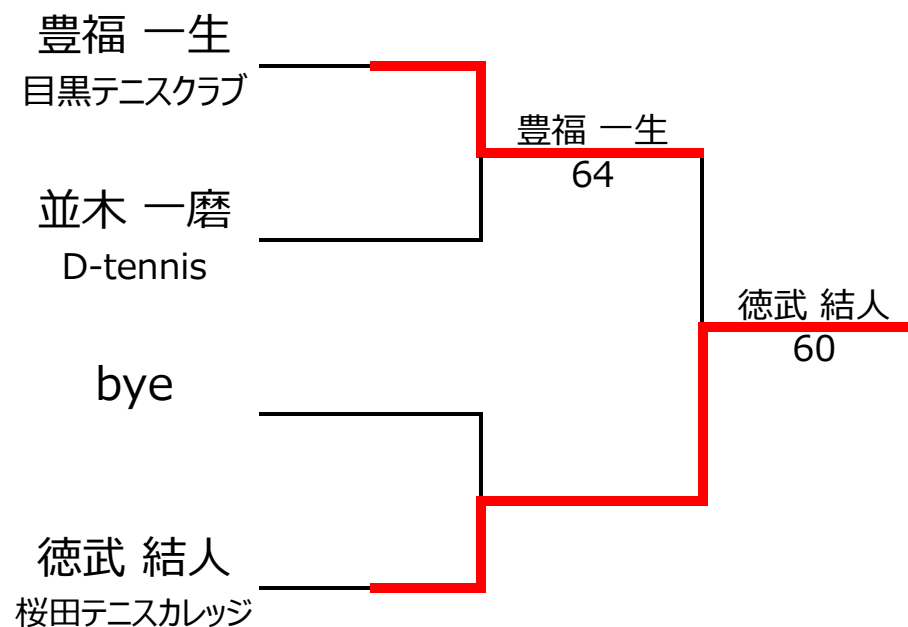 豊福 一生
目黒テニスクラブ
豊福 一生
64
並木 一磨
D-tennis
徳武 結人
60
bye
徳武 結人
桜田テニスカレッジ